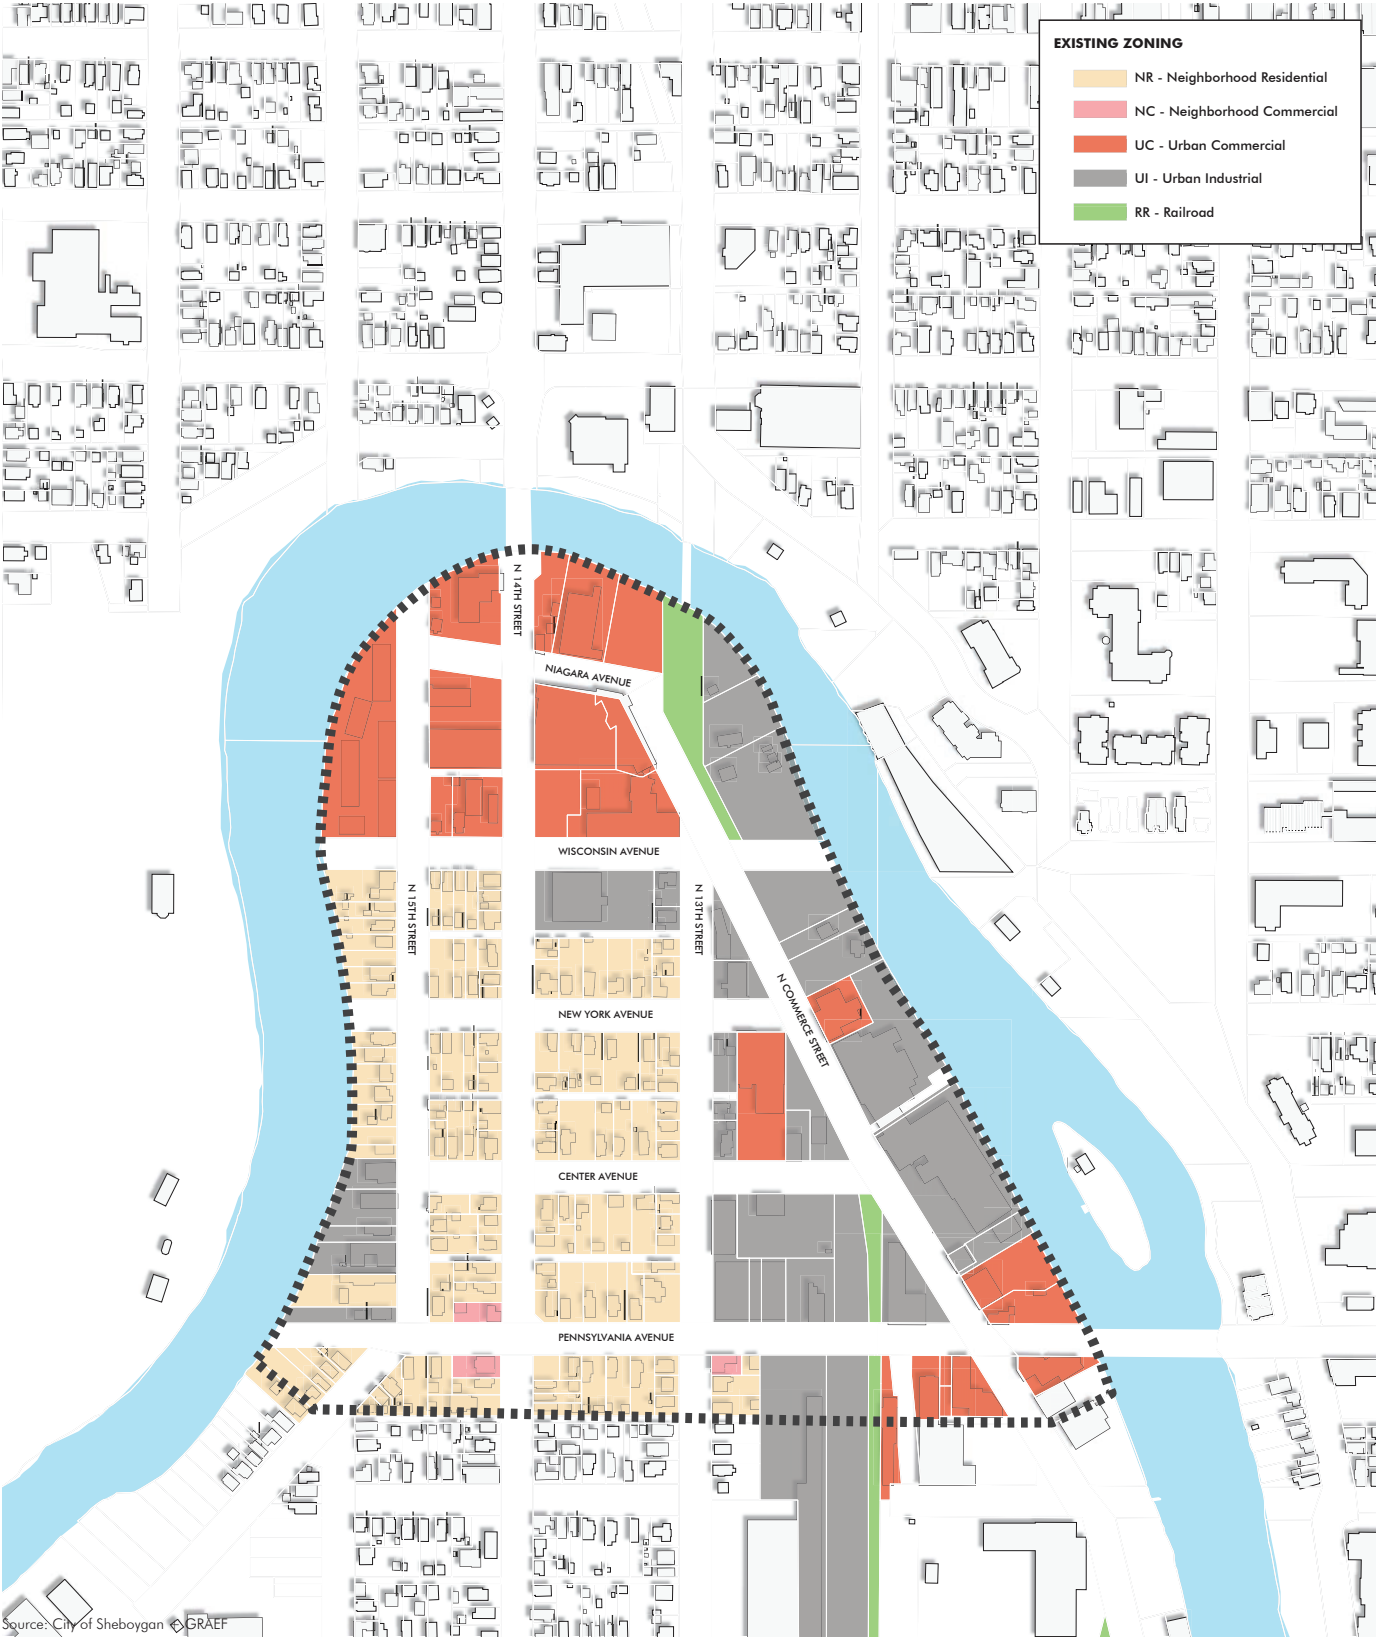 EXISTING ZONING
NR - Neighborhood Residential
NC - Neighborhood Commercial
UC - Urban Commercial
UI - Urban Industrial
RR - Railroad
N 14TH STREET
NIAGARA AVENUE
WISCONSIN AVENUE
N 15TH STREET
N 13TH STREET
N COMMERCE STREET
NEW YORK AVENUE
CENTER AVENUE
PENNSYLVANIA AVENUE
Source: City of Sheboygan + GRAEF